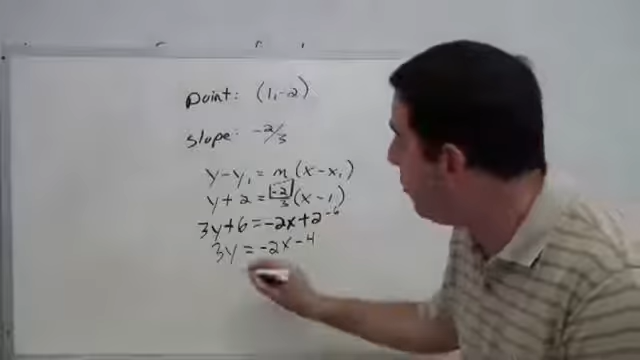 point: (1,-2)
slope: -2/3
y-y₁ = m(x-x₁)
y+2 = -2/3(x-1)
3y+6 = -2x+2-6
3y = -2x-4